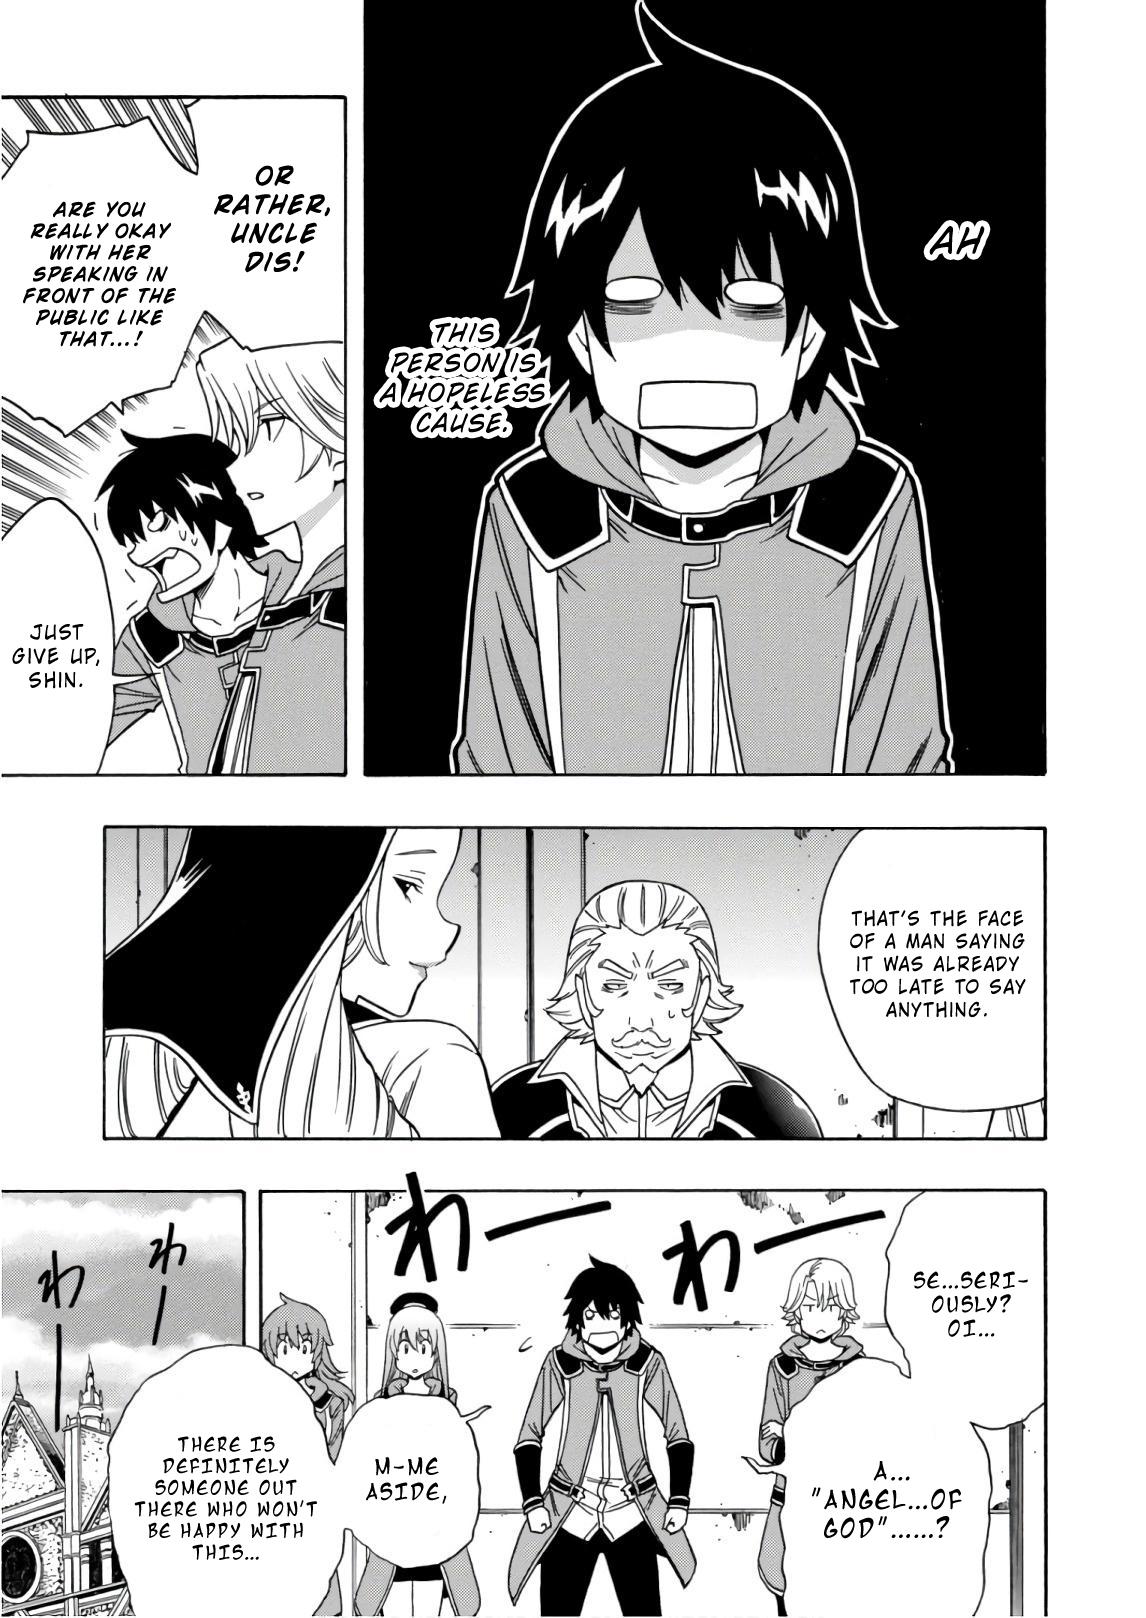 AH
THIS
PERSON IS
A HOPELESS
CAUSE.
OR
RATHER,
UNCLE
DIS!
ARE YOU
REALLY OKAY
WITH HER
SPEAKING IN
FRONT OF THE
PUBLIC LIKE
THAT...!
JUST
GIVE UP,
SHIN.
THAT'S THE FACE
OF A MAN SAYING
IT WAS ALREADY
TOO LATE TO SAY
ANYTHING.
SE...SERI-
OUSLY?
OI...
A...
"ANGEL...OF
GOD"......?
わー
わー
M-ME
ASIDE,
THERE IS
DEFINITELY
SOMEONE OUT
THERE WHO WON'T
BE HAPPY WITH
THIS...
わー
わー